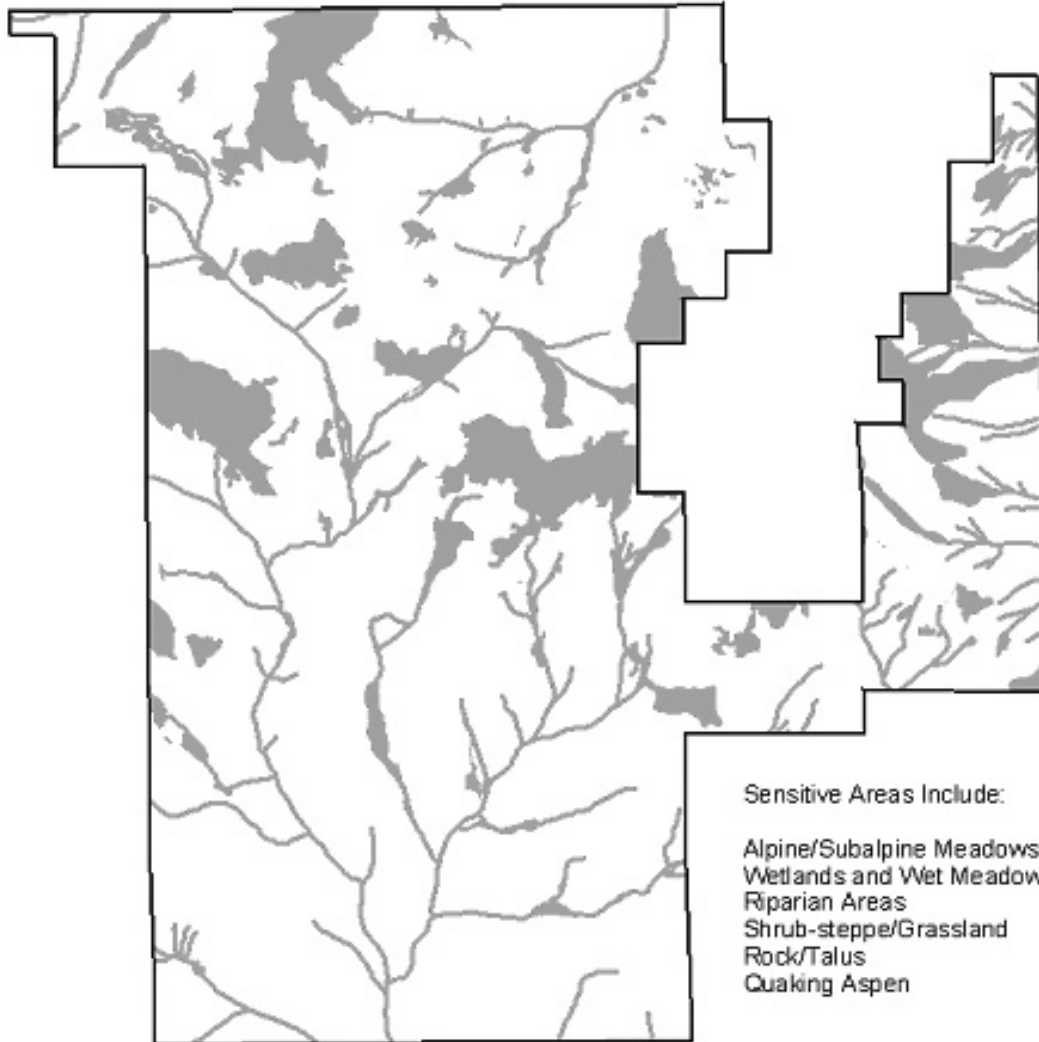 Sensitive Areas Include:
Alpine/Subalpine Meadows
Wetlands and Wet Meadow
Riparian Areas
Shrub-steppe/Grassland
Rock/Talus
Quaking Aspen